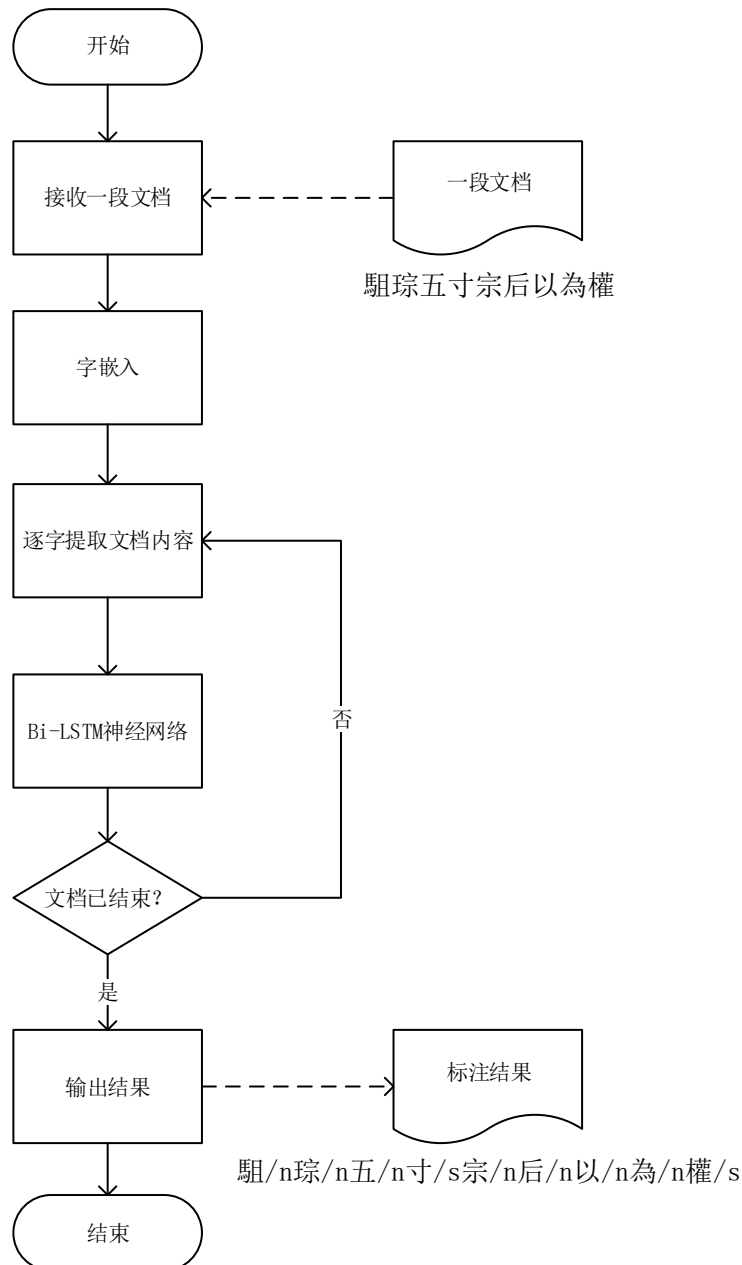 开始
接收一段文档
一段文档
駔琮五寸宗后以為權
字嵌入
逐字提取文档内容
Bi-LSTM神经网络
否
文档已结束?
是
输出结果
标注结果
駔/n琮/n五/n寸/s宗/n后/n以/n為/n權/s
结束